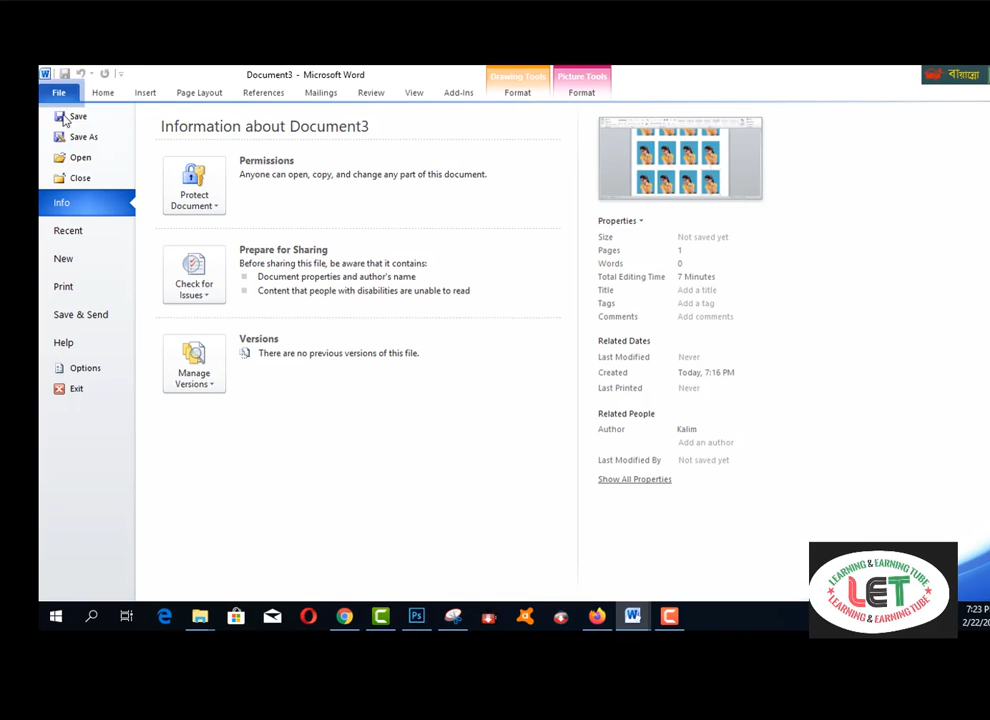 Document3 - Microsoft Word
Drawing Tools
Picture Tools
File
Home
Insert
Page Layout
References
Mailings
Review
View
Add-Ins
Format
Format
Save
Save As
Open
Close
Info
Recent
New
Print
Save & Send
Help
Options
Exit
Information about Document3
Protect
Document
Permissions
Anyone can open, copy, and change any part of this document.
Check for
Issues
Prepare for Sharing
Before sharing this file, be aware that it contains:
Document properties and author's name
Content that people with disabilities are unable to read
Manage
Versions
Versions
There are no previous versions of this file.
Properties
Size Not saved yet
Pages 1
Words 0
Total Editing Time 7 Minutes
Title Add a title
Tags Add a tag
Comments Add comments
Related Dates
Last Modified Never
Created Today, 7:16 PM
Last Printed Never
Related People
Author Kalim
Add an author
Last Modified By Not saved yet
Show All Properties
LEARNING & EARNING TUBE
LET
LEARNING & EARNING TUBE
Ps
7:23 P
2/22/20